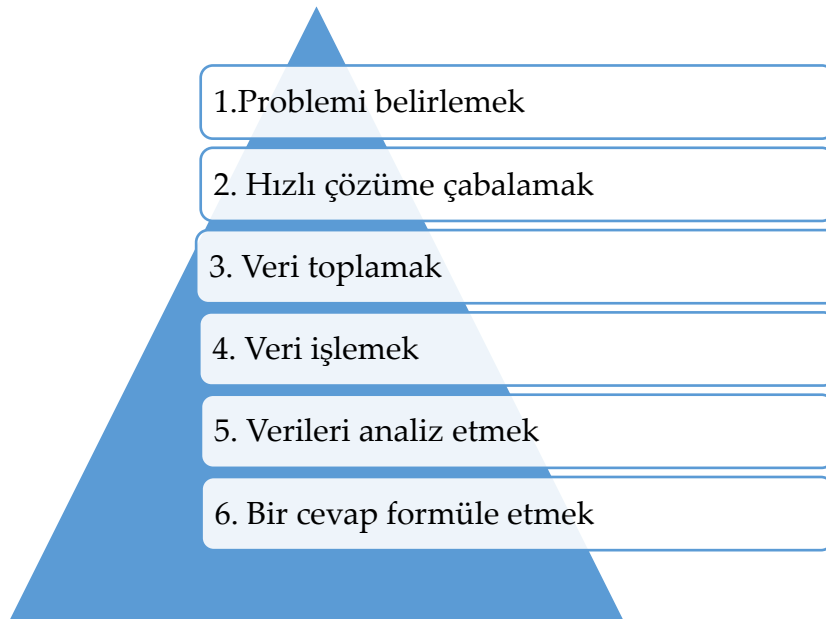 1.Problemi belirlemek
2. Hızlı çözüme çabalamak
3. Veri toplamak
4. Veri işlemek
5. Verileri analiz etmek
6. Bir cevap formüle etmek